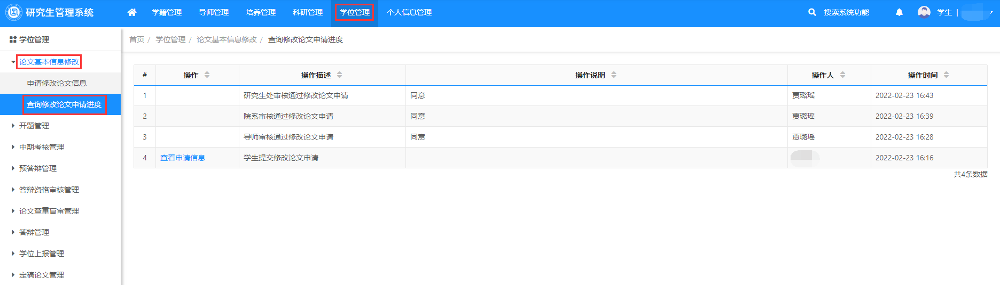 研究生管理系统 学籍管理 导师管理 培养管理 科研管理 学位管理 个人信息管理 搜索系统功能 学生 |
学位管理
首页 / 学位管理 / 论文基本信息修改 / 查询修改论文申请进度
论文基本信息修改
申请修改论文信息
查询修改论文申请进度
开题管理
中期考核管理
预答辩管理
答辩资格审核管理
论文查重盲审管理
答辩管理
学位上报管理
定稿论文管理
# 操作 操作描述 操作说明 操作人 操作时间
1 研究生处审核通过修改论文申请 同意 贾璐瑶 2022-02-23 16:43
2 院系审核通过修改论文申请 同意 贾璐瑶 2022-02-23 16:39
3 导师审核通过修改论文申请 同意 贾璐瑶 2022-02-23 16:28
4 查看申请信息 学生提交修改论文申请 2022-02-23 16:16
共4条数据